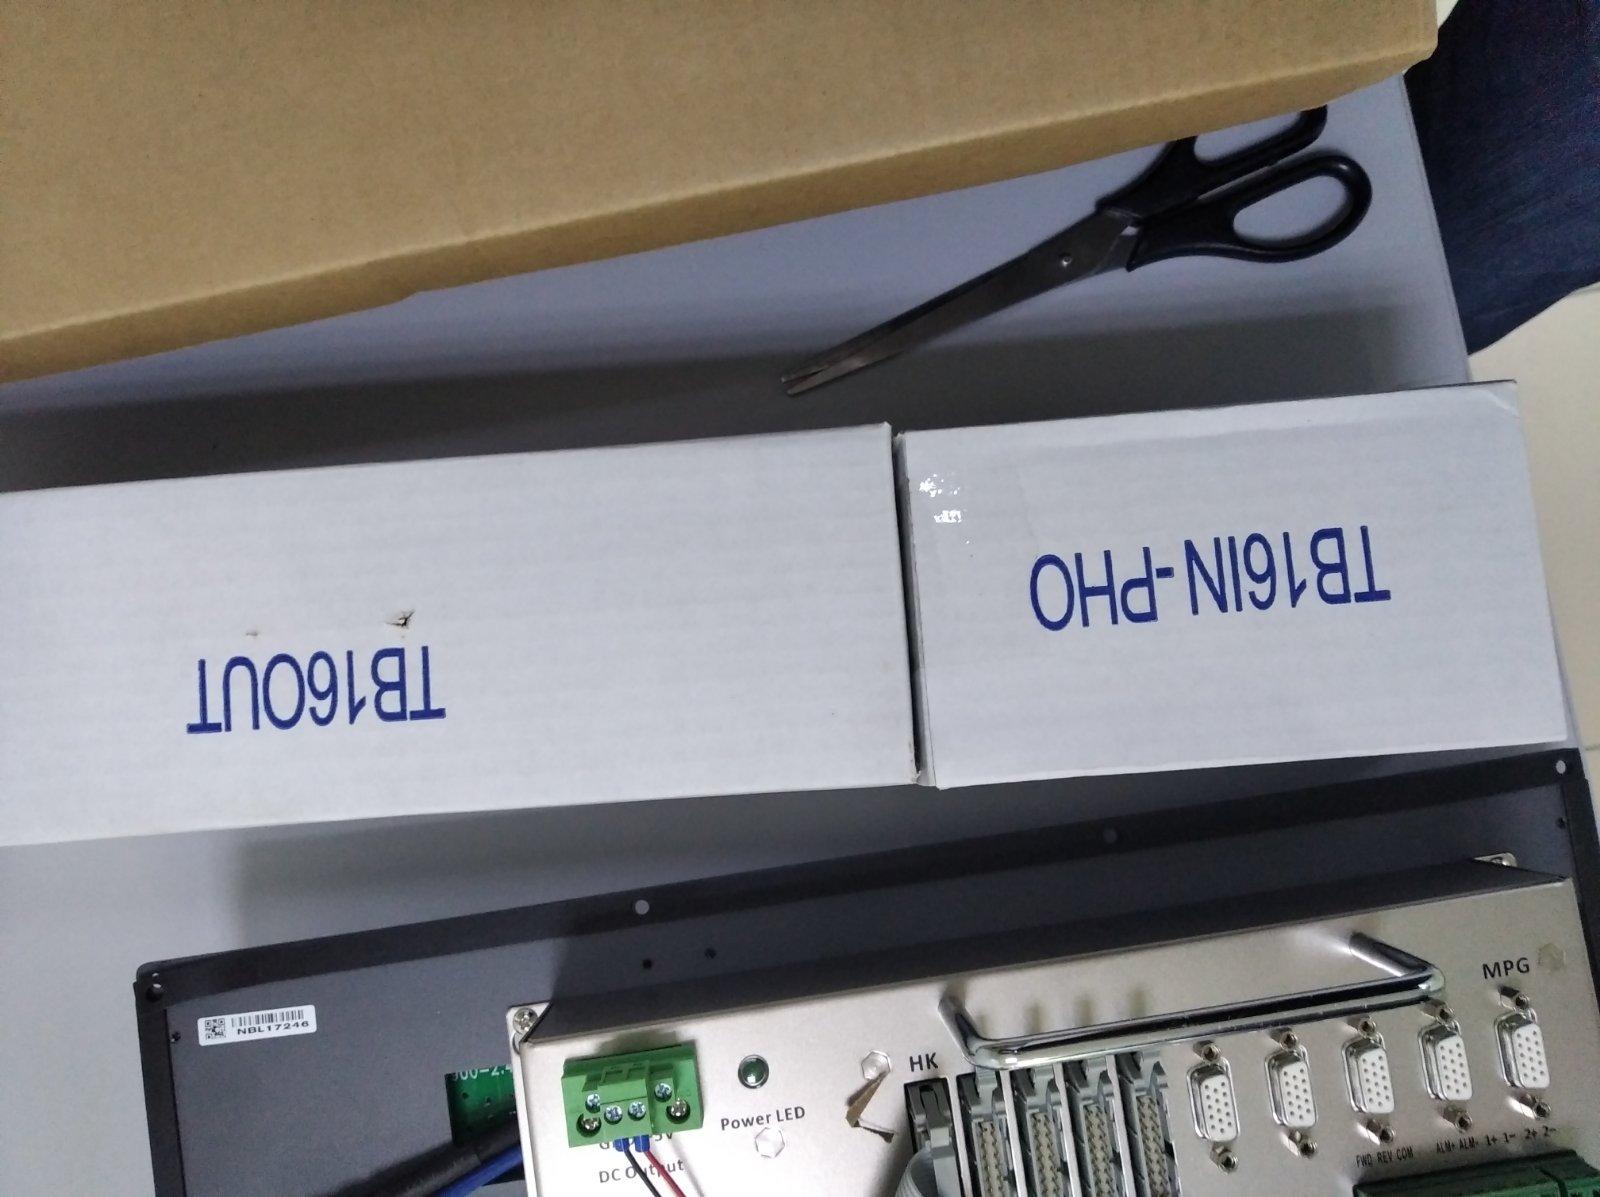 TB16OUT
TB16IN-PHO
NBL17246
MPG
HK
Power LED
DC Output
FWD REV COM
ALM+ ALM- 1+ 1- 2+ 2-